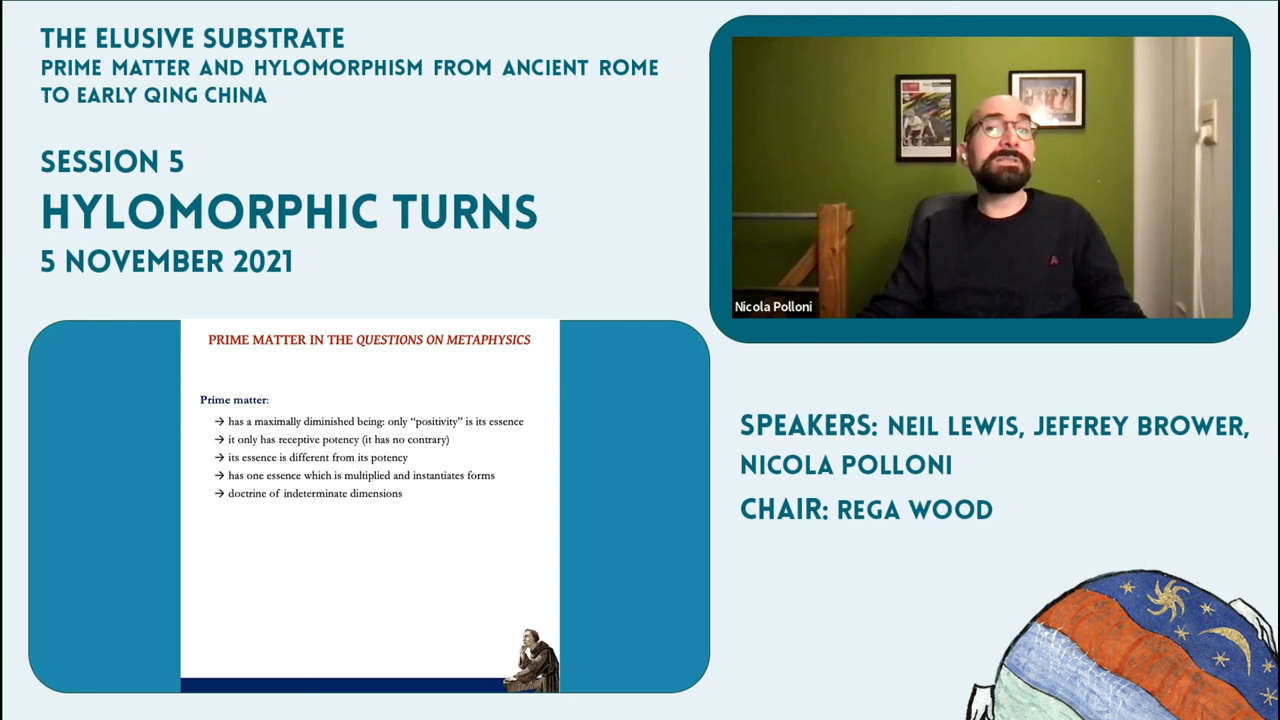 THE ELUSIVE SUBSTRATE
PRIME MATTER AND HYLOMORPHISM FROM ANCIENT ROME
TO EARLY QING CHINA
SESSION 5
HYLOMORPHIC TURNS
5 NOVEMBER 2021
Nicola Polloni
PRIME MATTER IN THE QUESTIONS ON METAPHYSICS
Prime matter:
→ has a maximally diminished being: only “positivity” is its essence
→ it only has receptive potency (it has no contrary)
→ its essence is different from its potency
→ has one essence which is multiplied and instantiates forms
→ doctrine of indeterminate dimensions
SPEAKERS: NEIL LEWIS, JEFFREY BROWER,
NICOLA POLLONI
CHAIR: REGA WOOD